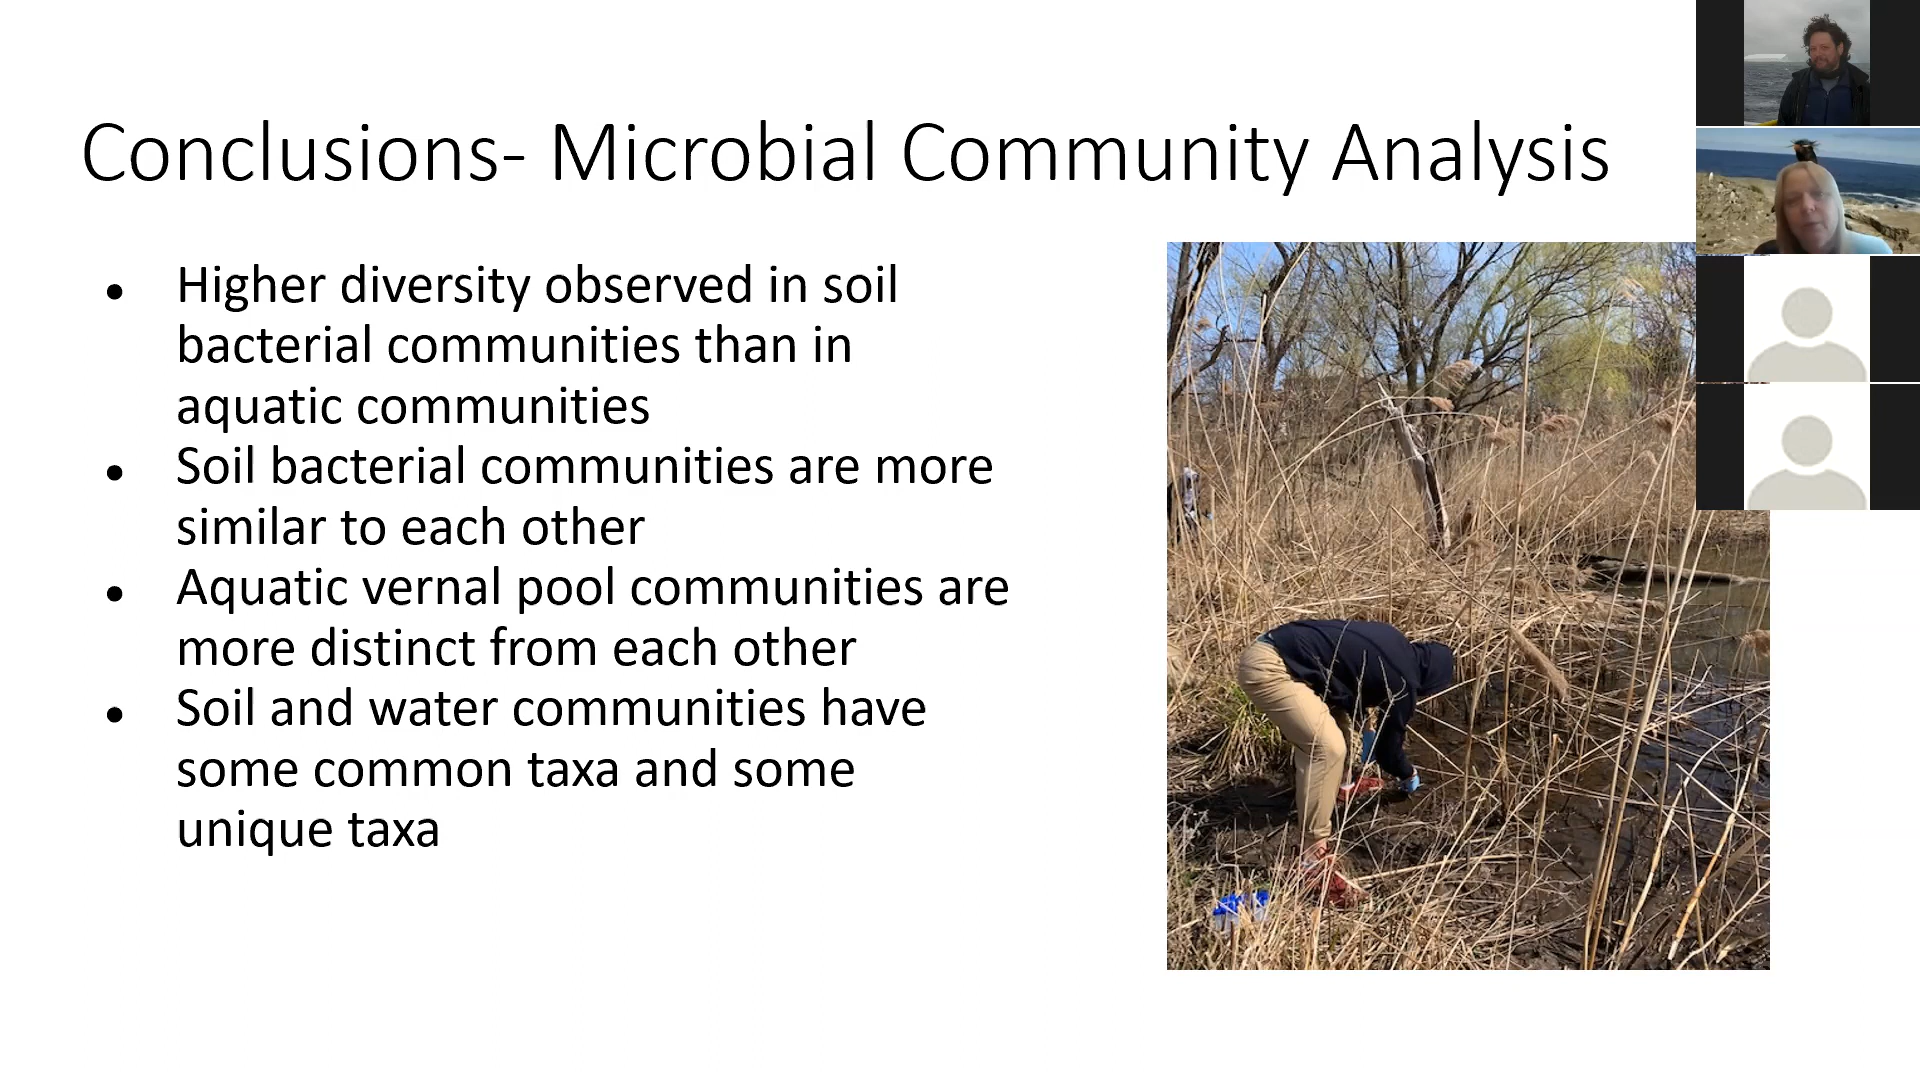 Conclusions- Microbial Community Analysis
● Higher diversity observed in soil
bacterial communities than in
aquatic communities
● Soil bacterial communities are more
similar to each other
● Aquatic vernal pool communities are
more distinct from each other
● Soil and water communities have
some common taxa and some
unique taxa